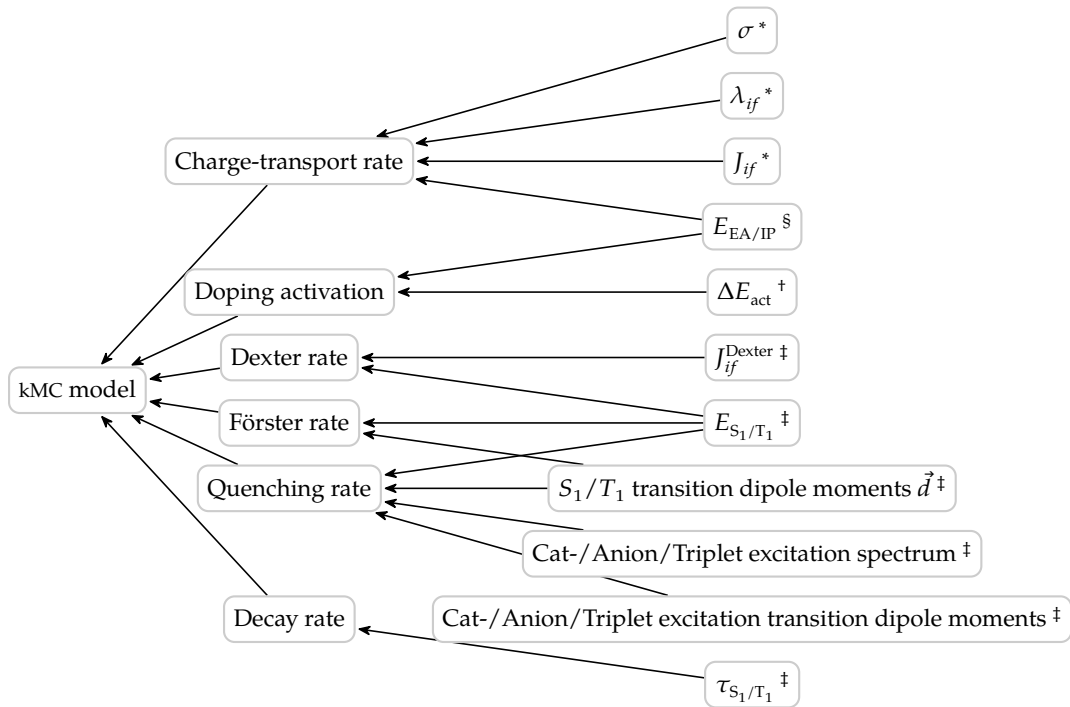 σ *
λ_if *
Charge-transport rate
J_if *
E_EA/IP §
Doping activation
ΔE_act †
Dexter rate
J_if^Dexter ‡
kMC model
Förster rate
E_S₁/T₁ ‡
Quenching rate
S₁/T₁ transition dipole moments d⃗ ‡
Cat-/Anion/Triplet excitation spectrum ‡
Decay rate
Cat-/Anion/Triplet excitation transition dipole moments ‡
τ_S₁/T₁ ‡